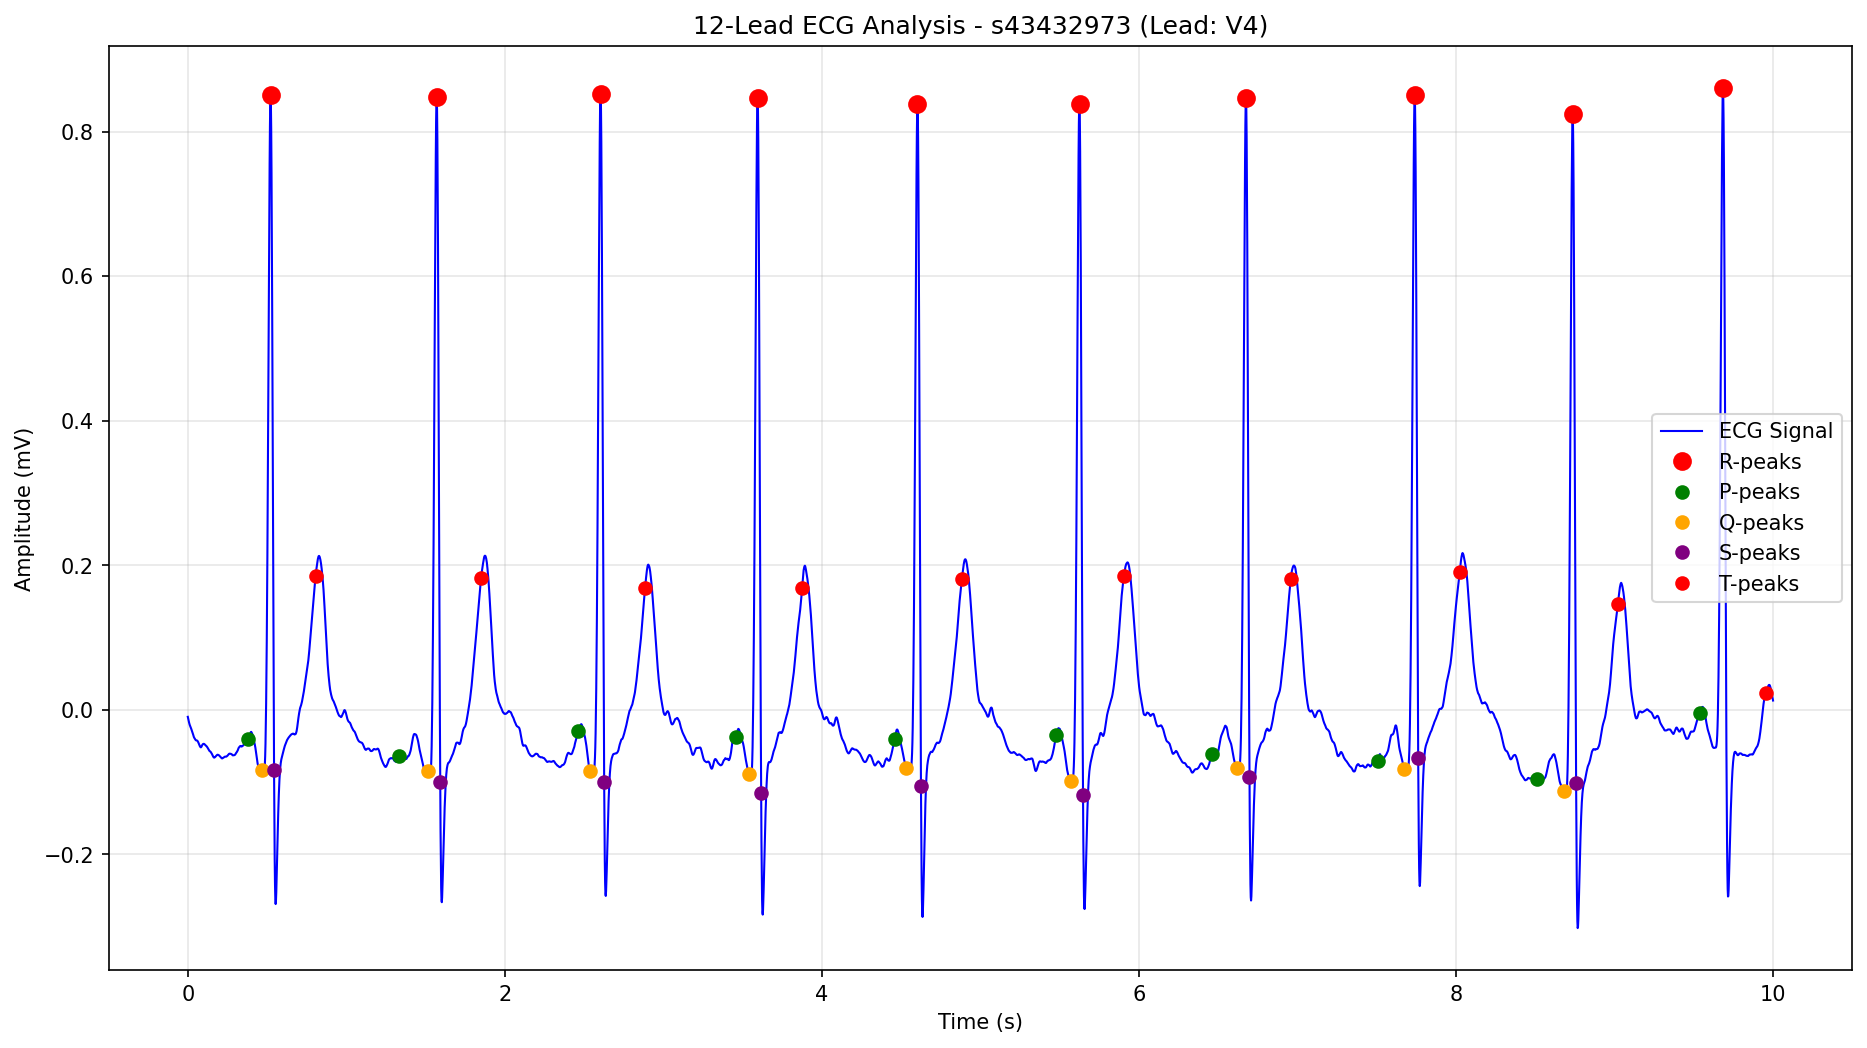 12-Lead ECG Analysis - s43432973 (Lead: V4)
Amplitude (mV)
0.8
0.6
0.4
0.2
0.0
−0.2
0
2
4
6
8
10
Time (s)
ECG Signal
R-peaks
P-peaks
Q-peaks
S-peaks
T-peaks